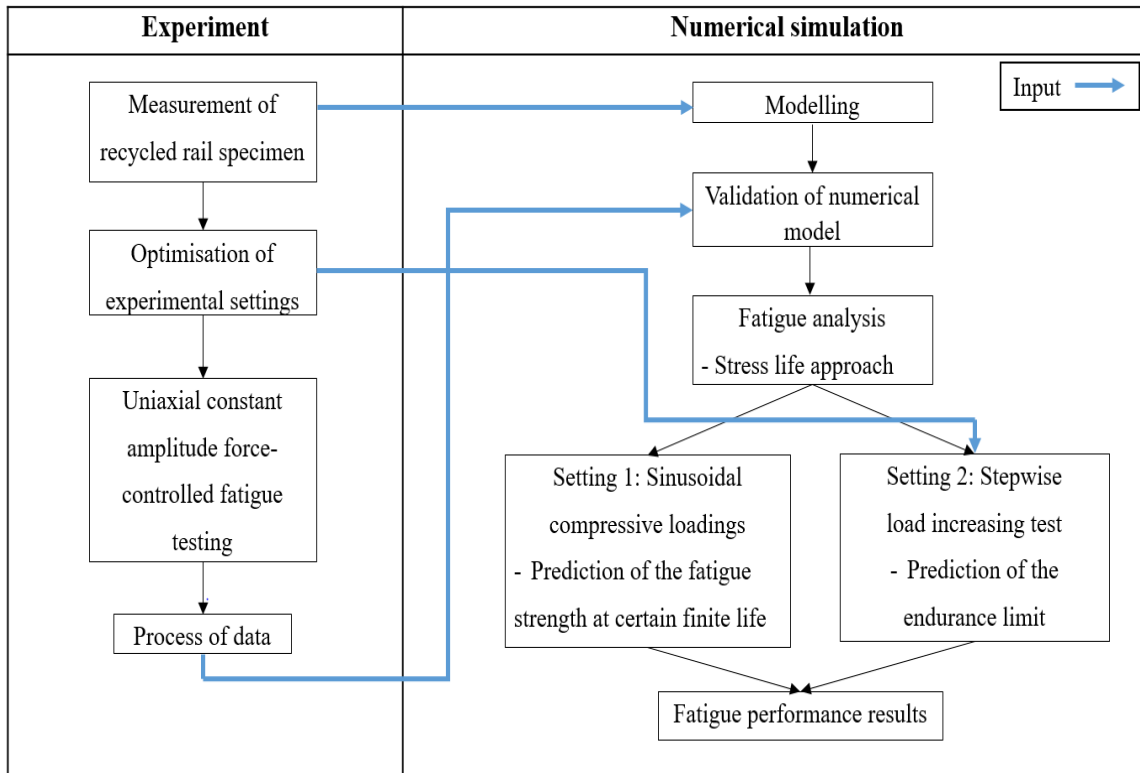 Experiment
Numerical simulation
Input
Measurement of
recycled rail specimen
Optimisation of
experimental settings
Uniaxial constant
amplitude force-
controlled fatigue
testing
Process of data
Modelling
Validation of numerical
model
Fatigue analysis
- Stress life approach
Setting 1: Sinusoidal
compressive loadings
- Prediction of the fatigue
strength at certain finite life
Setting 2: Stepwise
load increasing test
- Prediction of the
endurance limit
Fatigue performance results